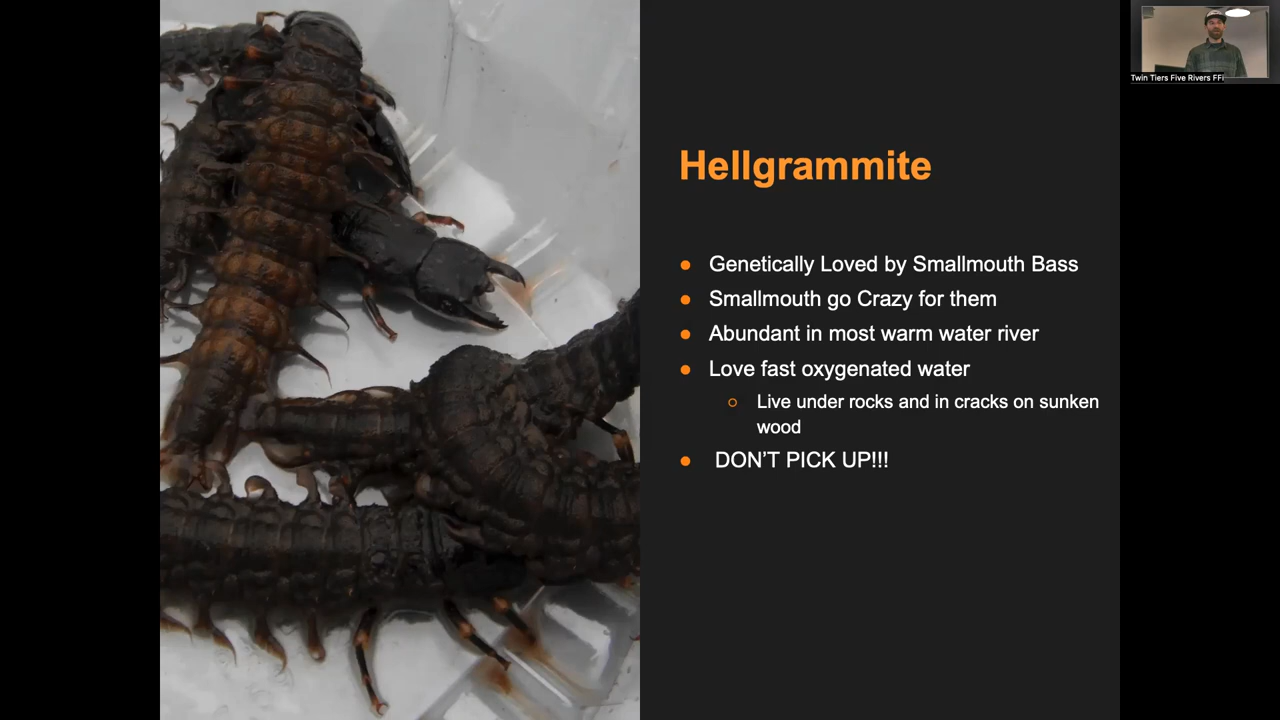 Twin Tiers Five Rivers FFi
Hellgrammite
Genetically Loved by Smallmouth Bass
Smallmouth go Crazy for them
Abundant in most warm water river
Love fast oxygenated water
Live under rocks and in cracks on sunken
wood
DON’T PICK UP!!!